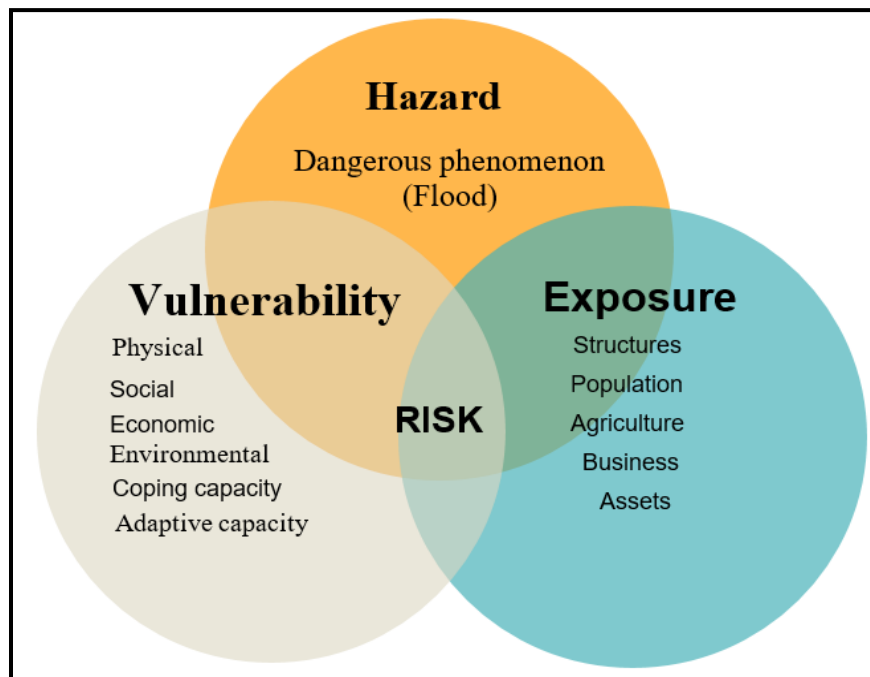 Hazard
Dangerous phenomenon
(Flood)
Vulnerability
Physical
Social
Economic
Environmental
Coping capacity
Adaptive capacity
Exposure
Structures
Population
Agriculture
Business
Assets
RISK